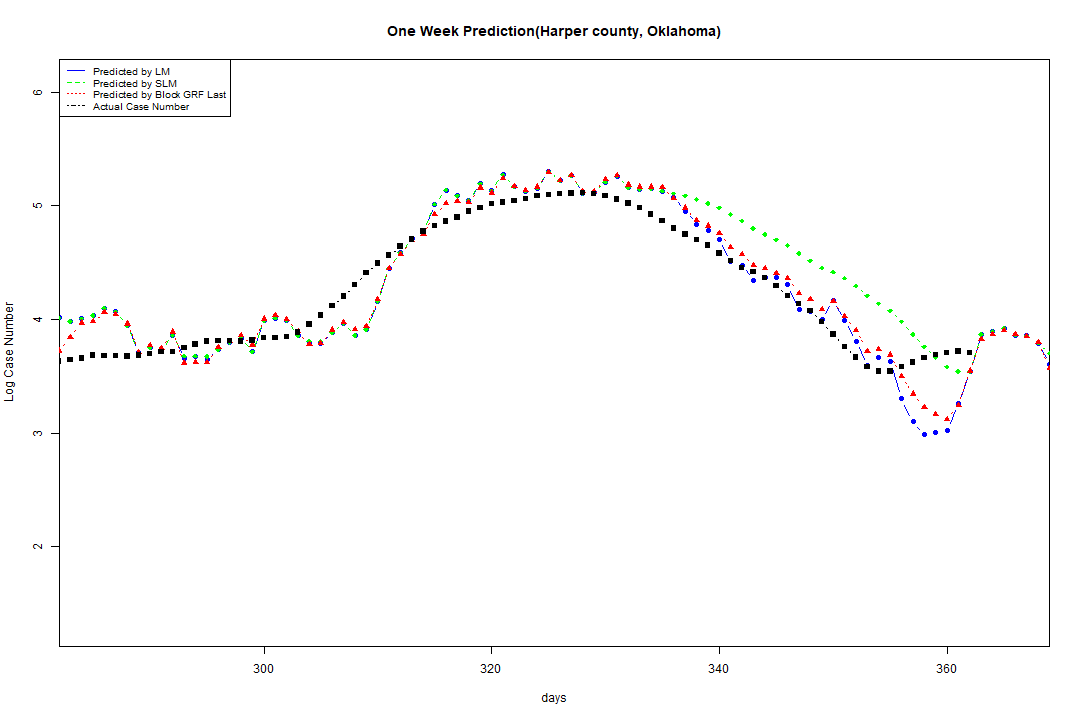 One Week Prediction(Harper county, Oklahoma)
Predicted by LM
Predicted by SLM
Predicted by Block GRF Last
Actual Case Number
6
5
4
3
2
Log Case Number
300 320 340 360
days